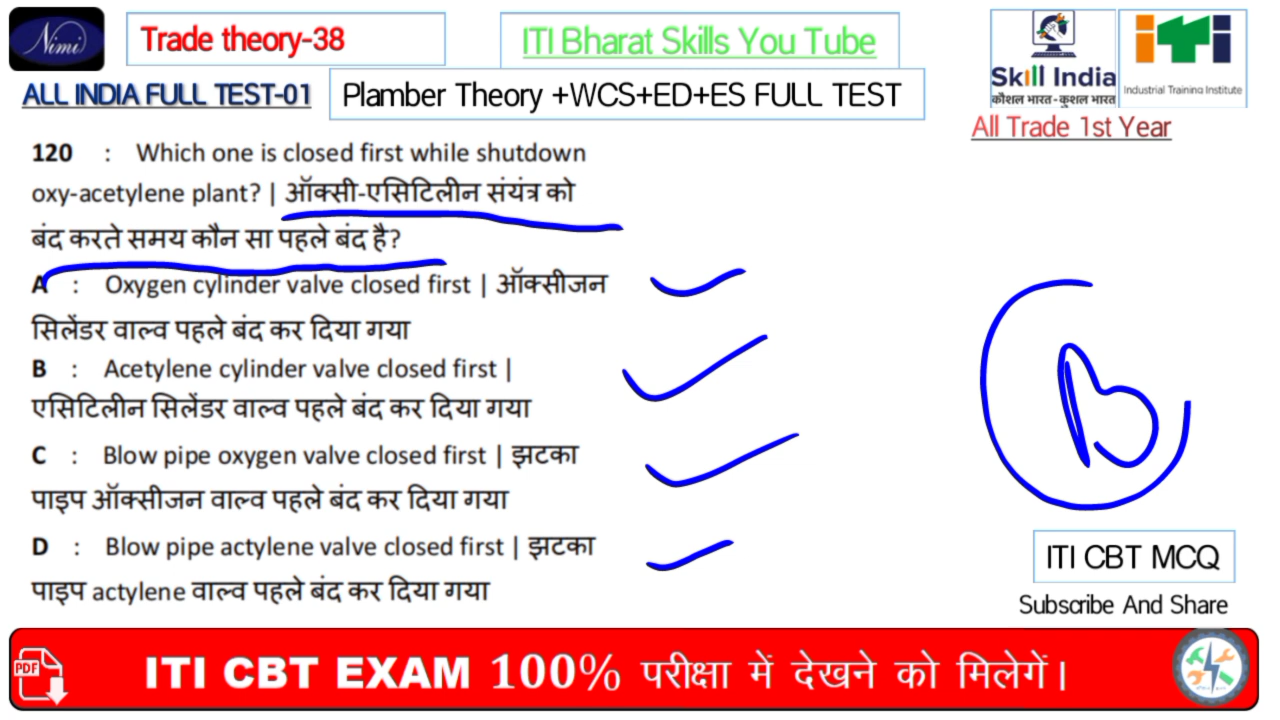 Nimi
Trade theory-38
ITI Bharat Skills You Tube
Skill India
कौशल भारत-कुशल भारत
iTi
Industrial Training Institute
ALL INDIA FULL TEST-01
Plamber Theory +WCS+ED+ES FULL TEST
All Trade 1st Year
120 : Which one is closed first while shutdown
oxy-acetylene plant? | ऑक्सी-एसिटिलीन संयंत्र को
बंद करते समय कौन सा पहले बंद है?
A : Oxygen cylinder valve closed first | ऑक्सीजन
सिलेंडर वाल्व पहले बंद कर दिया गया
B : Acetylene cylinder valve closed first |
एसिटिलीन सिलेंडर वाल्व पहले बंद कर दिया गया
C : Blow pipe oxygen valve closed first | झटका
पाइप ऑक्सीजन वाल्व पहले बंद कर दिया गया
D : Blow pipe actylene valve closed first | झटका
पाइप actylene वाल्व पहले बंद कर दिया गया
B
ITI CBT MCQ
Subscribe And Share
PDF
ITI CBT EXAM 100% परीक्षा में देखने को मिलेगें।